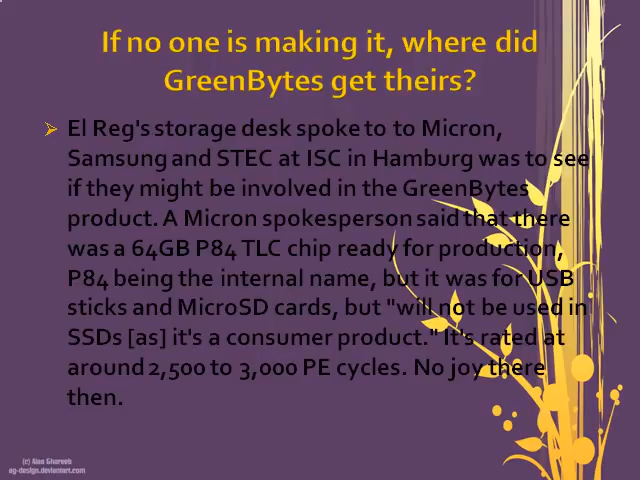 If no one is making it, where did
GreenBytes get theirs?
El Reg's storage desk spoke to to Micron,
Samsung and STEC at ISC in Hamburg was to see
if they might be involved in the GreenBytes
product. A Micron spokesperson said that there
was a 64GB P84 TLC chip ready for production,
P84 being the internal name, but it was for USB
sticks and MicroSD cards, but "will not be used in
SSDs [as] it's a consumer product." It's rated at
around 2,500 to 3,000 PE cycles. No joy there
then.
(c) Alan Ghoreeb
ag-design.deviantart.com